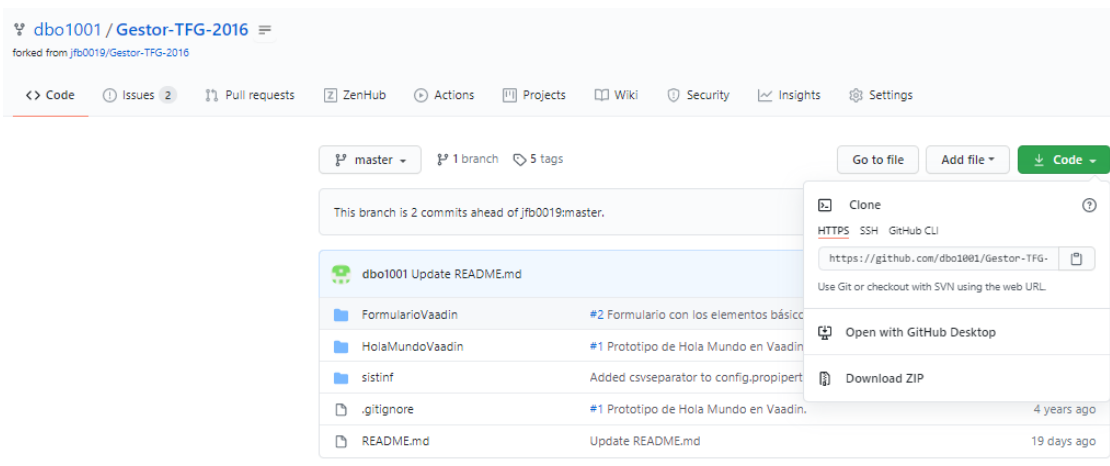 dbo1001 / Gestor-TFG-2016
forked from jfb0019/Gestor-TFG-2016
Code Issues 2 Pull requests ZenHub Actions Projects Wiki Security Insights Settings
master 1 branch 5 tags Go to file Add file Code
This branch is 2 commits ahead of jfb0019:master.
Clone
HTTPS SSH GitHub CLI
https://github.com/dbo1001/Gestor-TFG-
Use Git or checkout with SVN using the web URL.
Open with GitHub Desktop
Download ZIP
dbo1001 Update README.md
FormularioVaadin #2 Formulario con los elementos básicc
HolaMundoVaadin #1 Prototipo de Hola Mundo en Vaadin
sistinf Added csvseparator to config.propipert
.gitignore #1 Prototipo de Hola Mundo en Vaadin. 4 years ago
README.md Update README.md 19 days ago